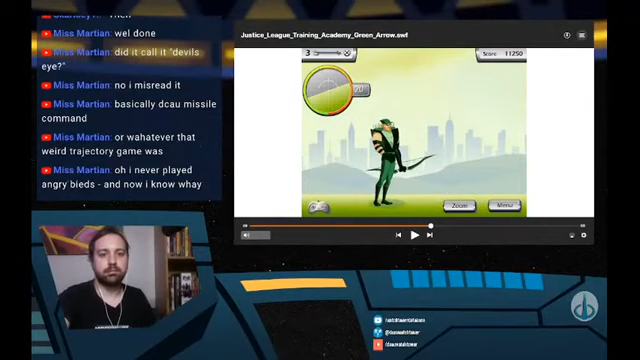 then
Miss Martian: wel done
Miss Martian: did it call it "devils
eye?"
Miss Martian: no i misread it
Miss Martian: basically dcau missile
command
Miss Martian: or wahatever that
weird trajectory game was
Miss Martian: oh i never played
angry bieds - and now i know whay
Justice_League_Training_Academy_Green_Arrow.swf
3
Score 11250
20
Zoom
Menu